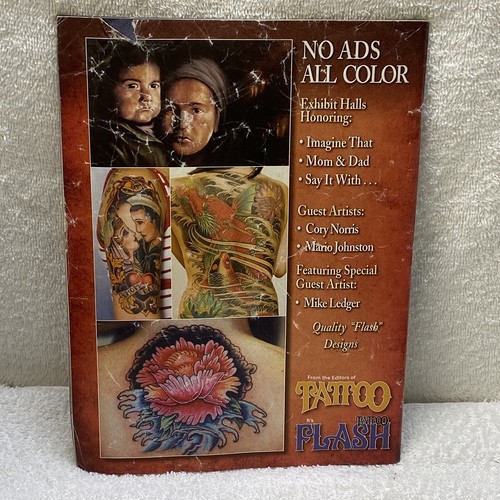 NO ADS
ALL COLOR
Exhibit Halls
Honoring:
• Imagine That
• Mom & Dad
• Say It With . . .
Guest Artists:
• Cory Norris
• Mario Johnston
Featuring Special
Guest Artist:
• Mike Ledger
Quality "Flash"
Designs
From the Editors of
TATTOO
TATTOO'S
FLASH